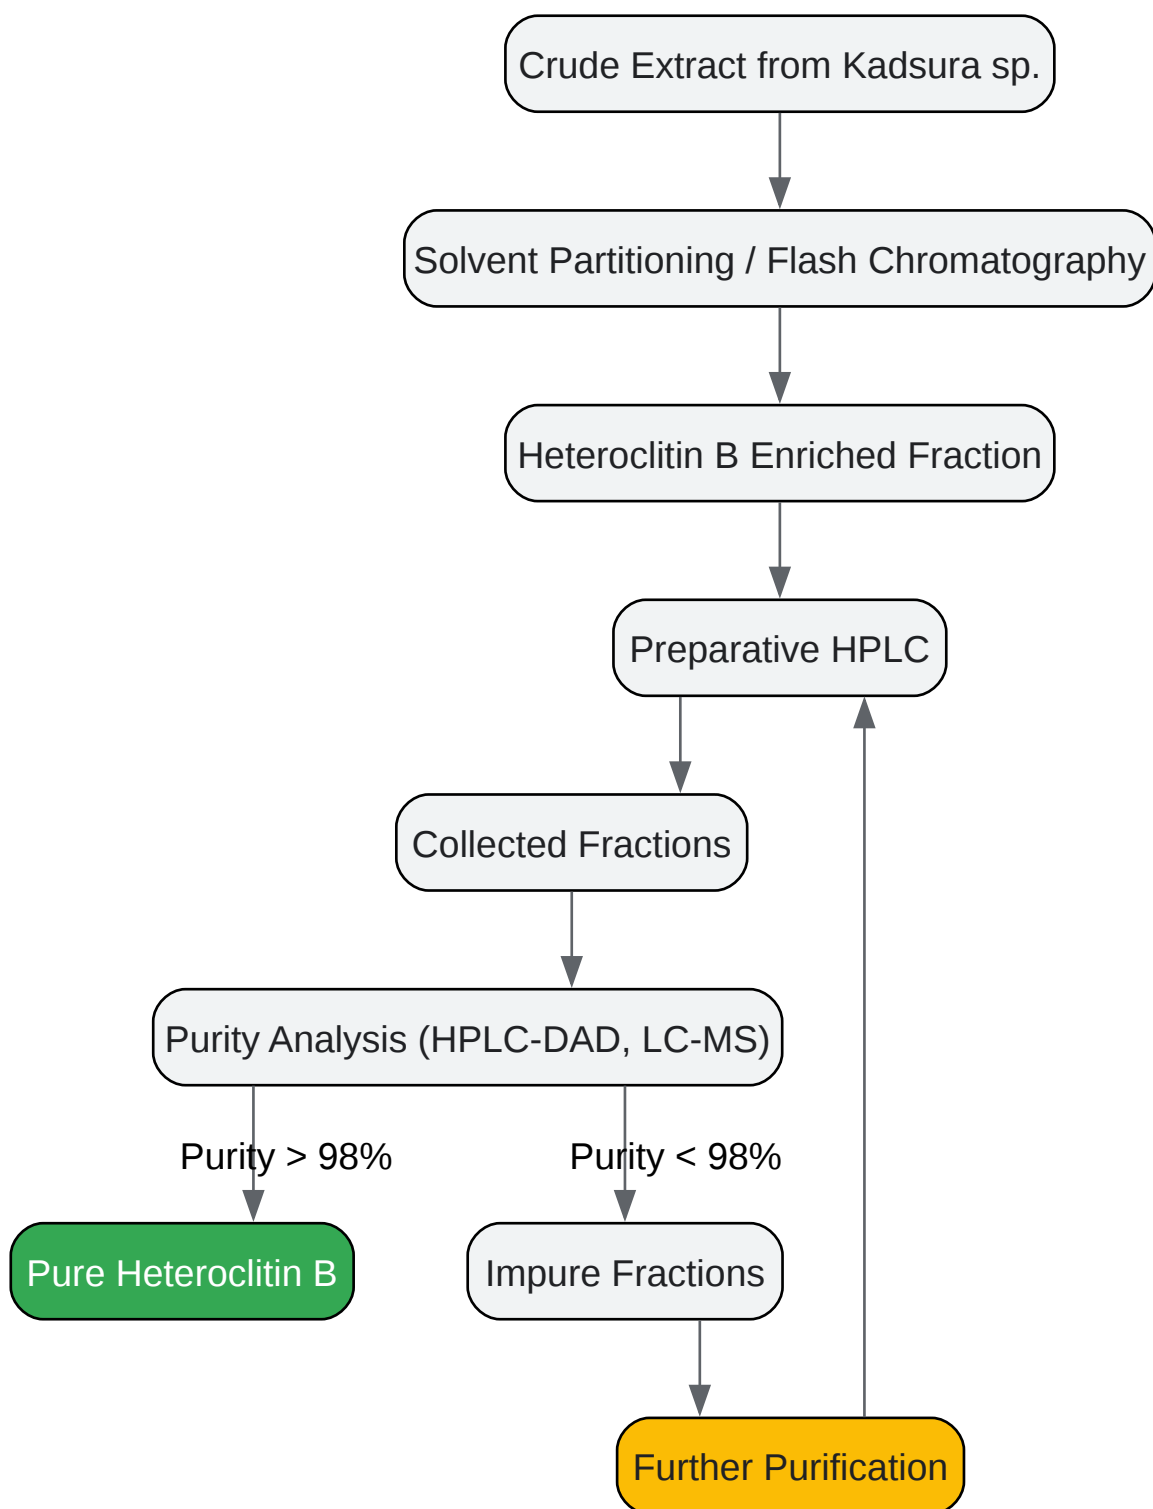 Crude Extract from Kadsura sp.
Solvent Partitioning / Flash Chromatography
Heteroclitin B Enriched Fraction
Preparative HPLC
Collected Fractions
Purity Analysis (HPLC-DAD, LC-MS)
Purity > 98%
Purity < 98%
Pure Heteroclitin B
Impure Fractions
Further Purification